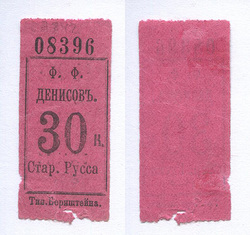 08396
Ф. Ф.
ДЕНИСОВЪ.
30 К.
Стар. Русса
Тип. Борнштейна.